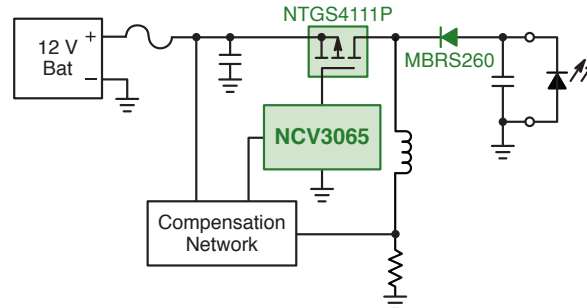 NTGS4111P
12 V
Bat
+
−
MBRS260
NCV3065
Compensation
Network